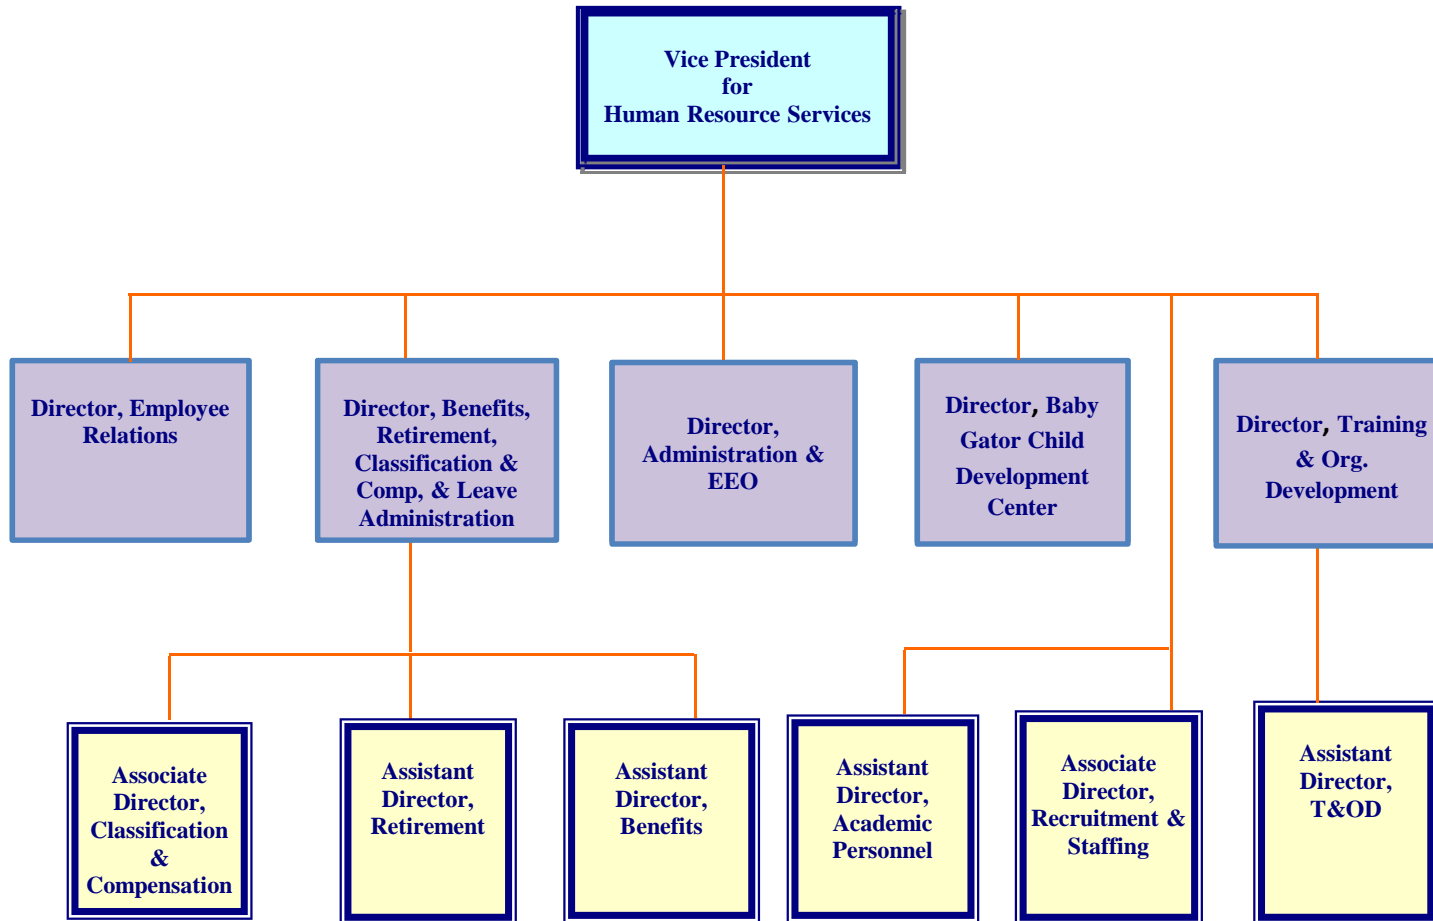 Vice President
for
Human Resource Services
Director, Employee
Relations
Director, Benefits,
Retirement,
Classification &
Comp, & Leave
Administration
Director,
Administration &
EEO
Director, Baby
Gator Child
Development
Center
Director, Training
& Org.
Development
Associate
Director,
Classification
&
Compensation
Assistant
Director,
Retirement
Assistant
Director,
Benefits
Assistant
Director,
Academic
Personnel
Associate
Director,
Recruitment &
Staffing
Assistant
Director,
T&OD